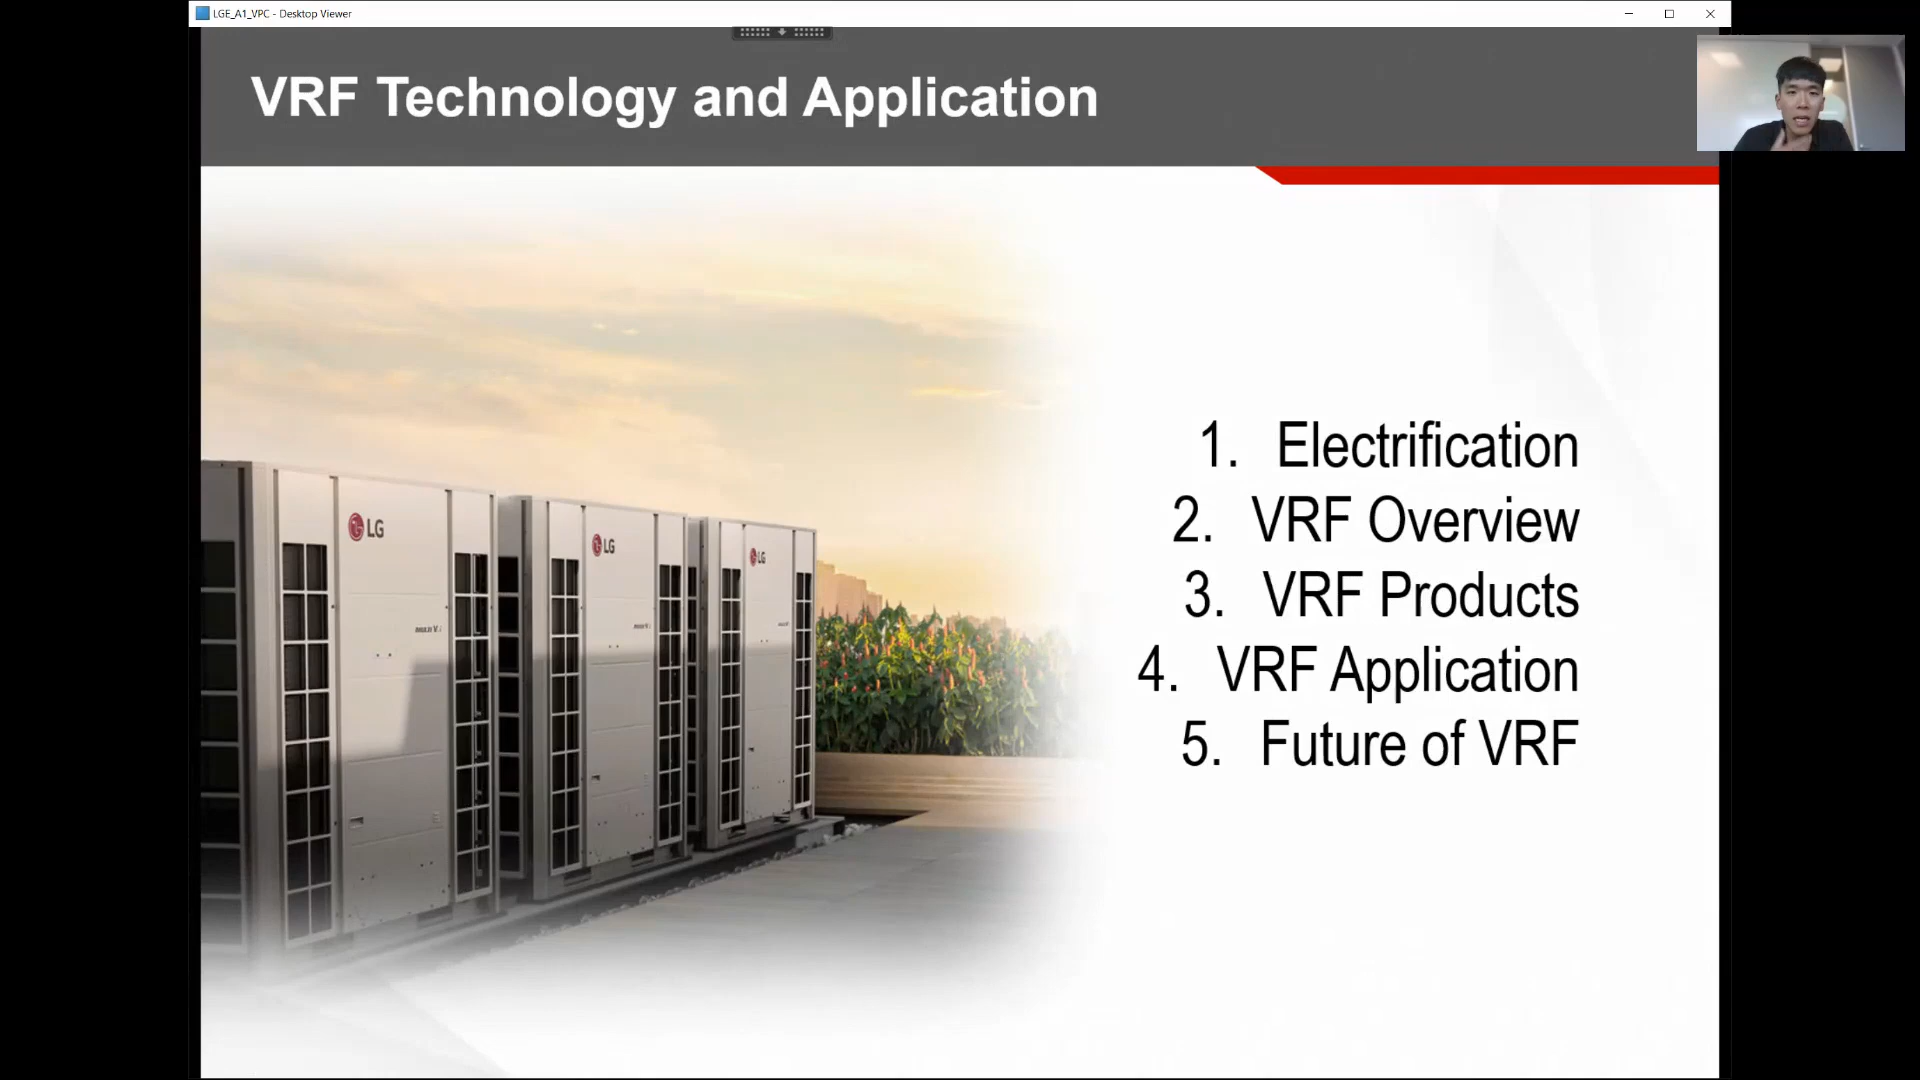 LGE_A1_VPC - Desktop Viewer
VRF Technology and Application
LG
LG
LG
MULTI V
1. Electrification
2. VRF Overview
3. VRF Products
4. VRF Application
5. Future of VRF